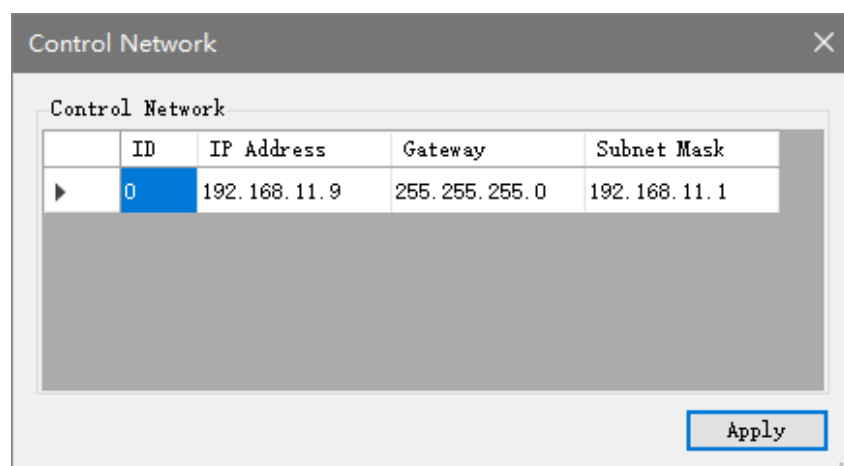 Control Network
Control Network
ID IP Address Gateway Subnet Mask
0 192.168.11.9 255.255.255.0 192.168.11.1
Apply